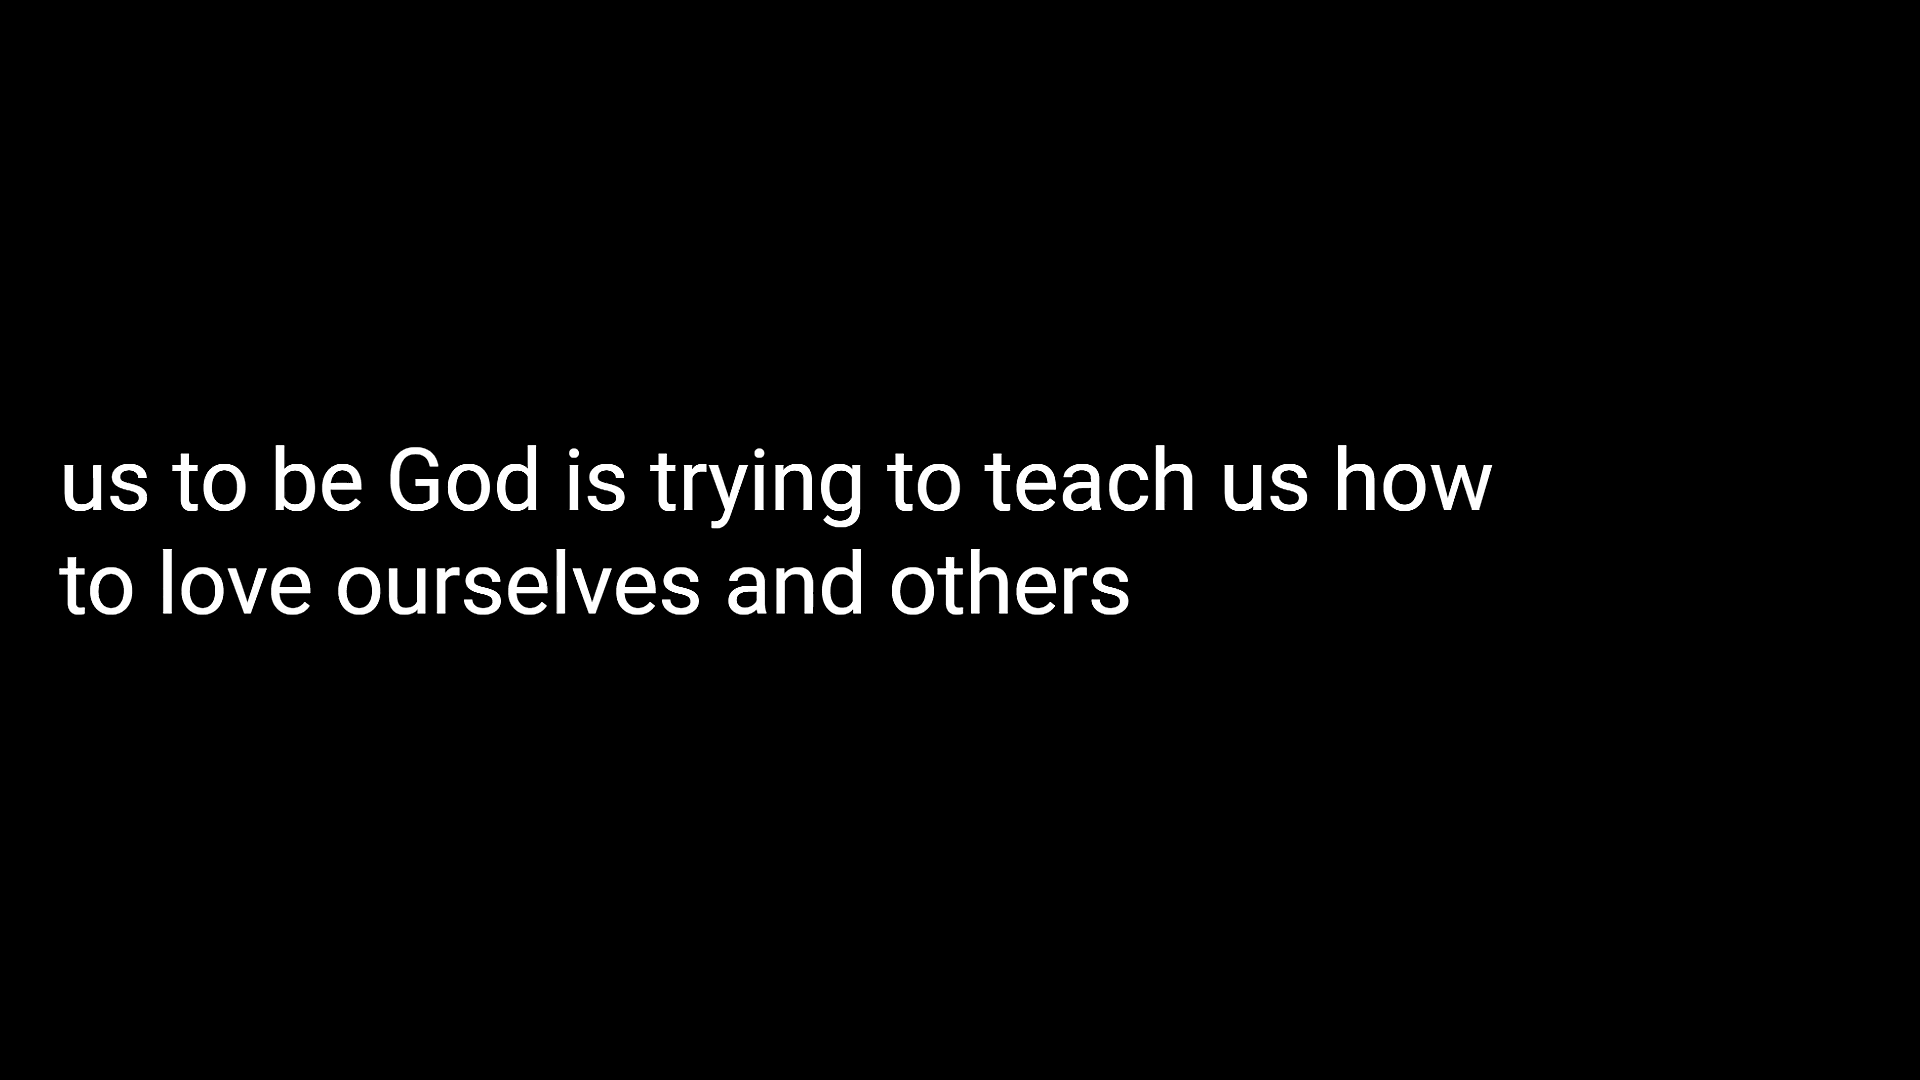 us to be God is trying to teach us how
to love ourselves and others